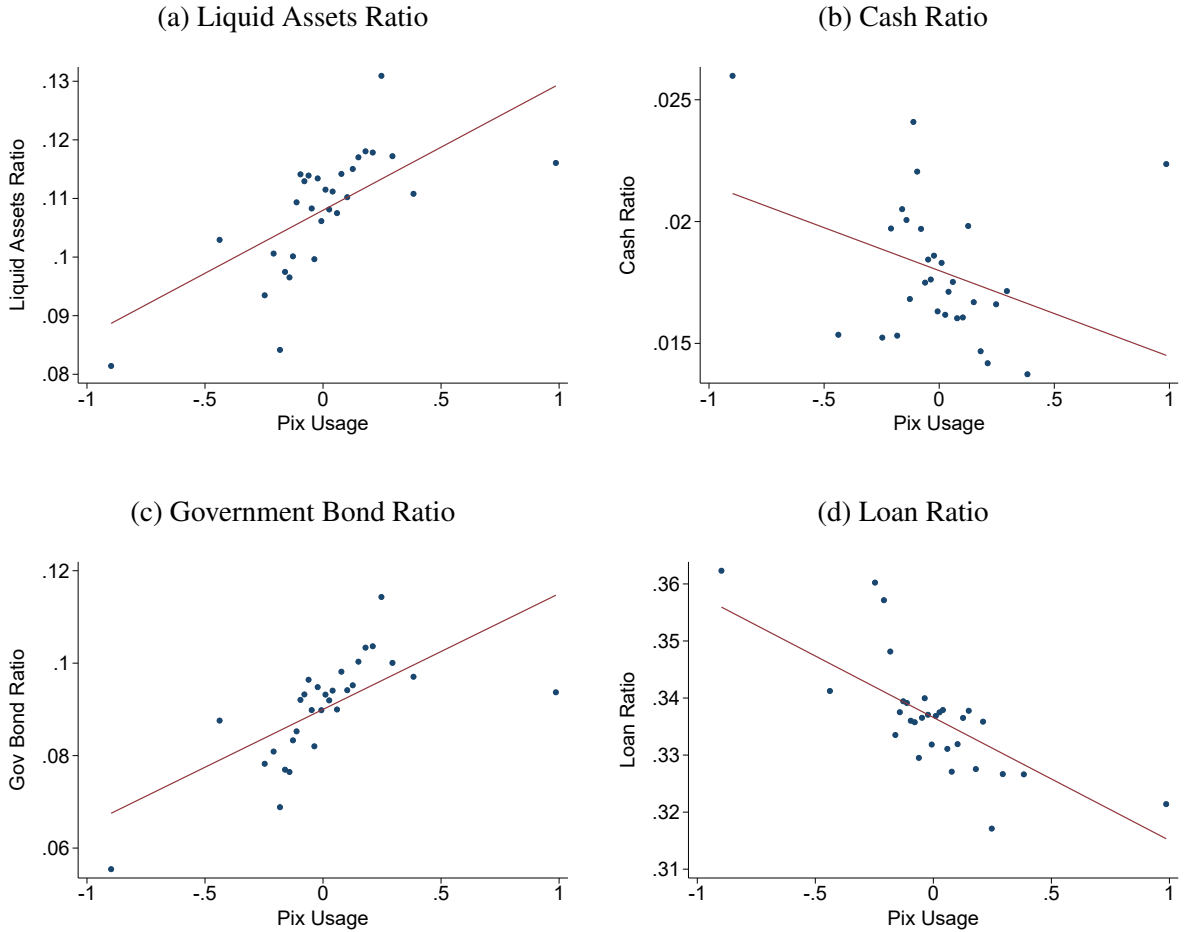 (a) Liquid Assets Ratio
.13
.12
.11
.1
.09
.08
Liquid Assets Ratio
-1 -.5 0 .5 1
Pix Usage
(b) Cash Ratio
.025
.02
.015
Cash Ratio
-1 -.5 0 .5 1
Pix Usage
(c) Government Bond Ratio
.12
.1
.08
.06
Gov Bond Ratio
-1 -.5 0 .5 1
Pix Usage
(d) Loan Ratio
.36
.35
.34
.33
.32
.31
Loan Ratio
-1 -.5 0 .5 1
Pix Usage